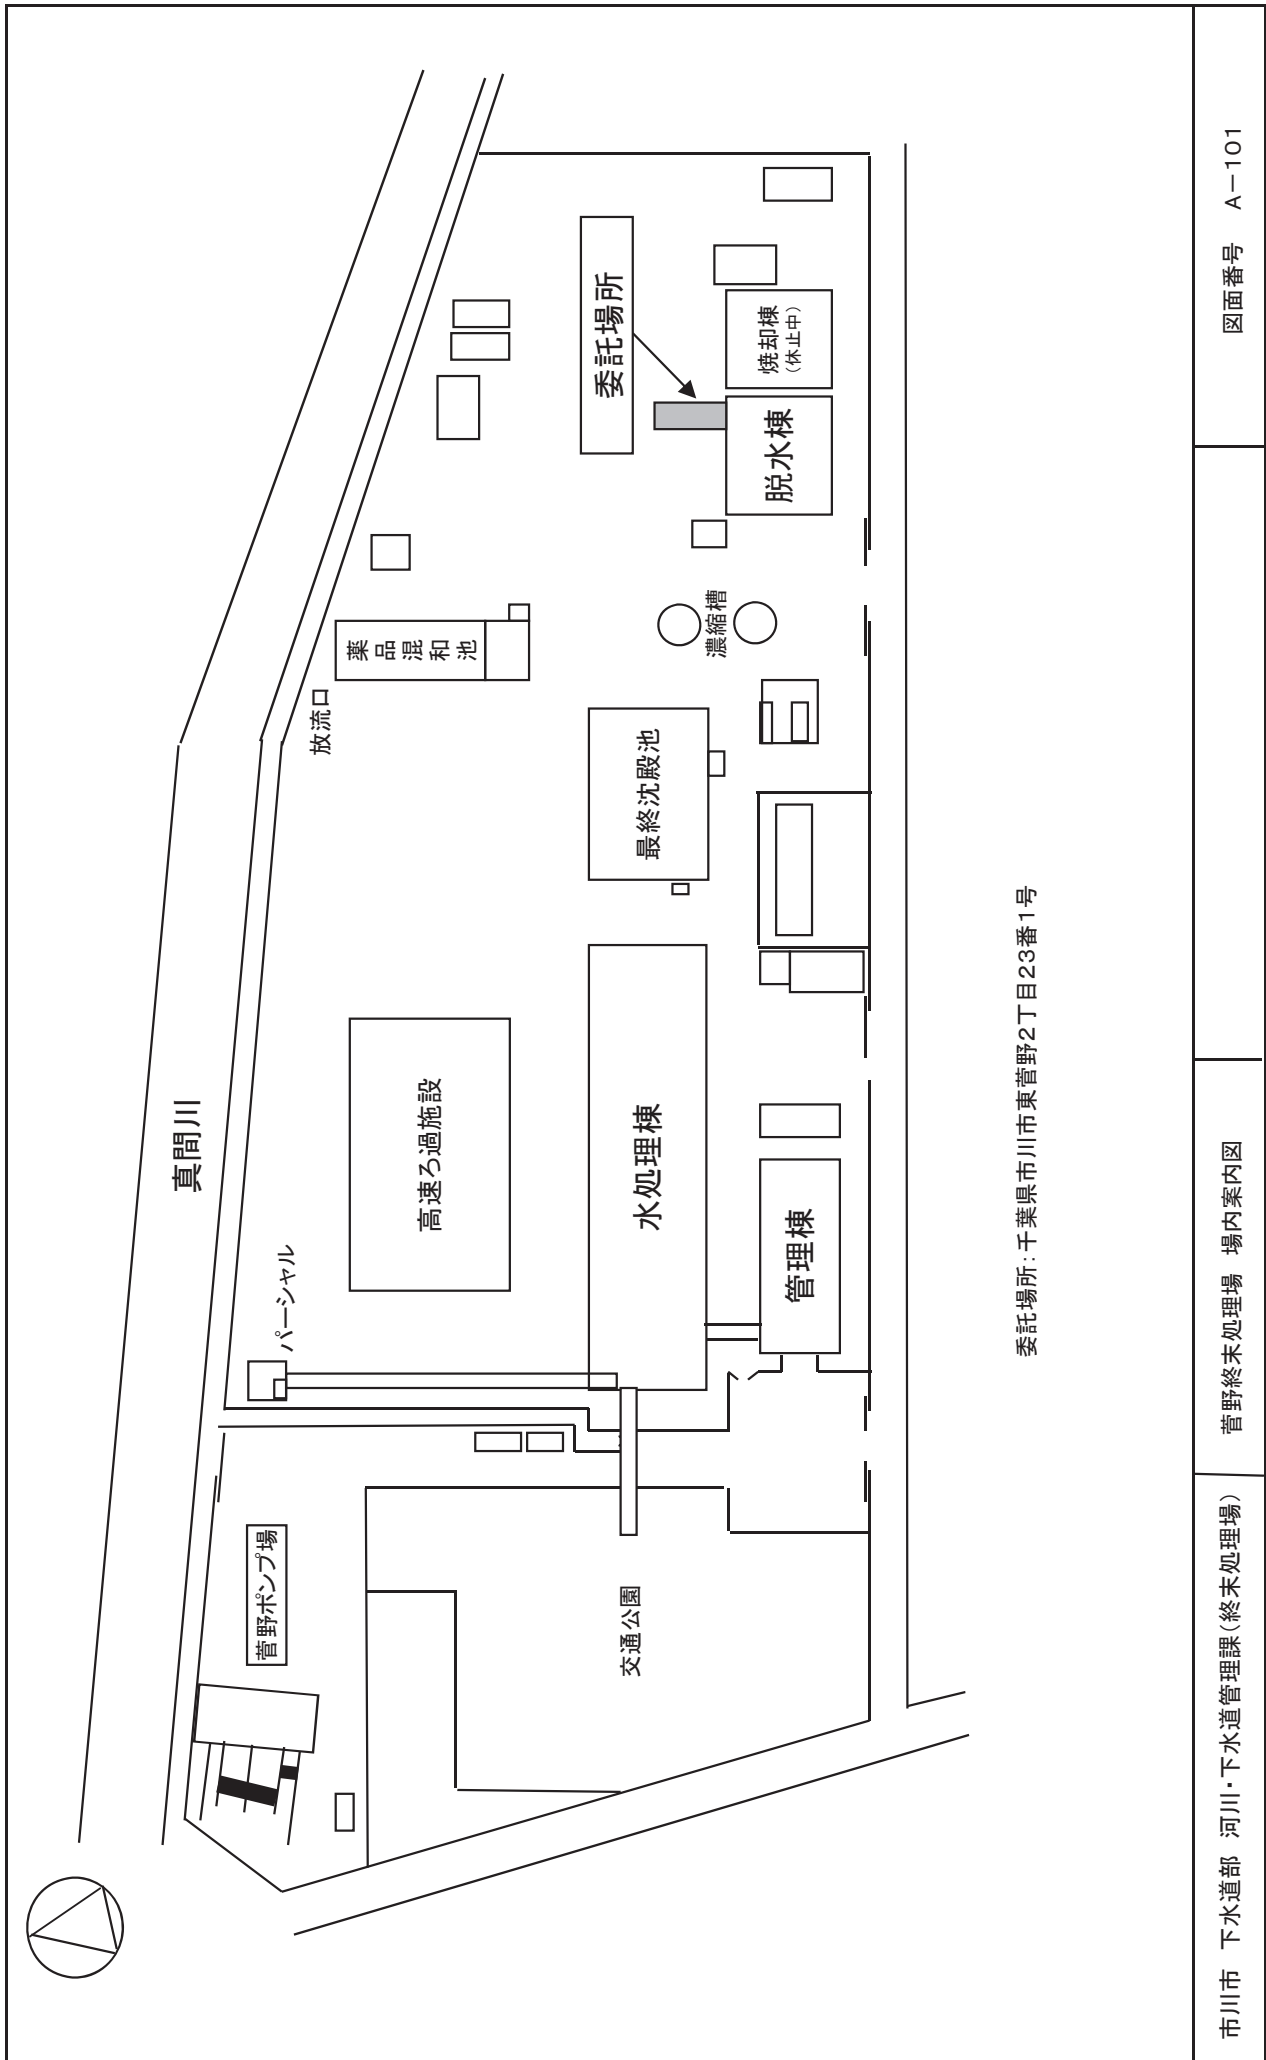 真間川
パーシャル
放流口
薬品混和池
高速ろ過施設
最終沈殿池
水処理棟
管理棟
濃縮槽
委託場所
脱水棟
焼却棟
（休止中）
菅野ポンプ場
交通公園
委託場所：千葉県市川市東菅野２丁目２３番１号
市川市　下水道部　河川・下水道管理課（終末処理場）
菅野終末処理場　場内案内図
図面番号　A－101